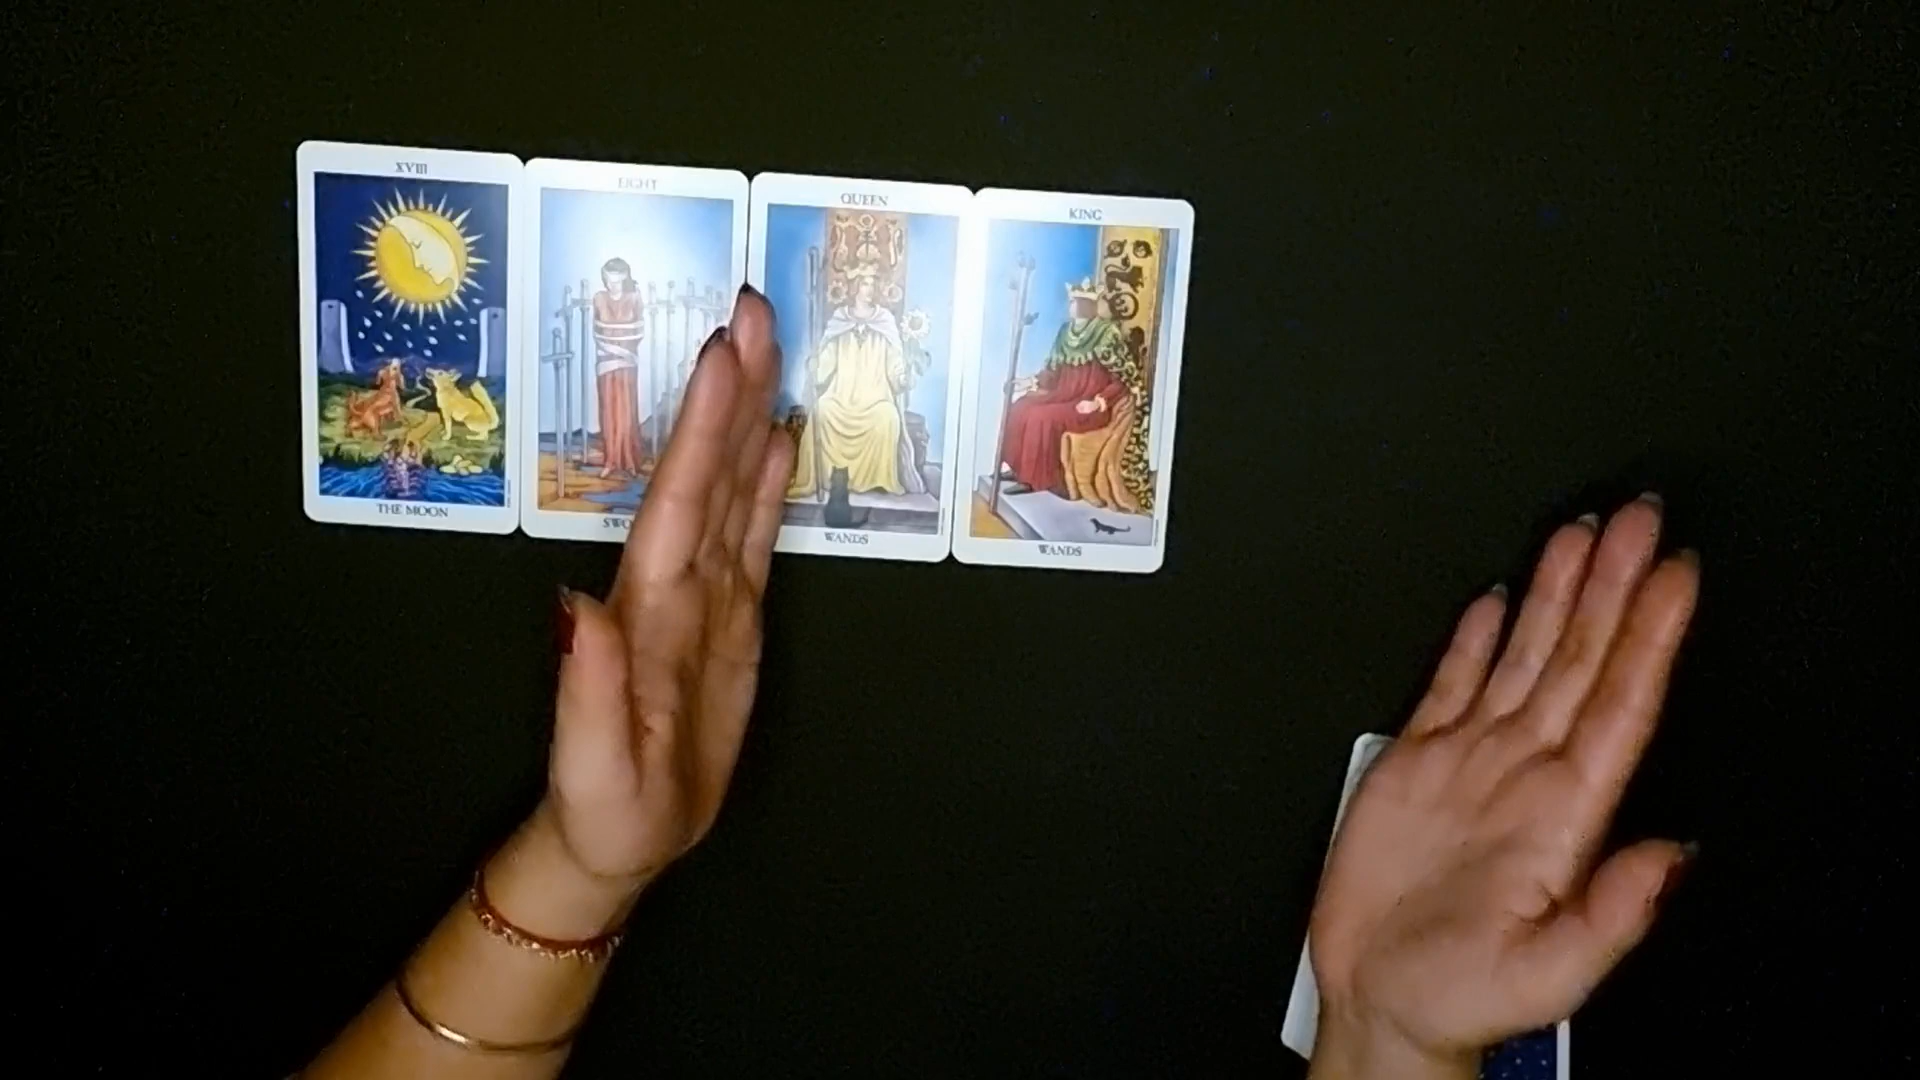 XVIII
EIGHT
QUEEN
KING
THE MOON
SWO
WANDS
WANDS